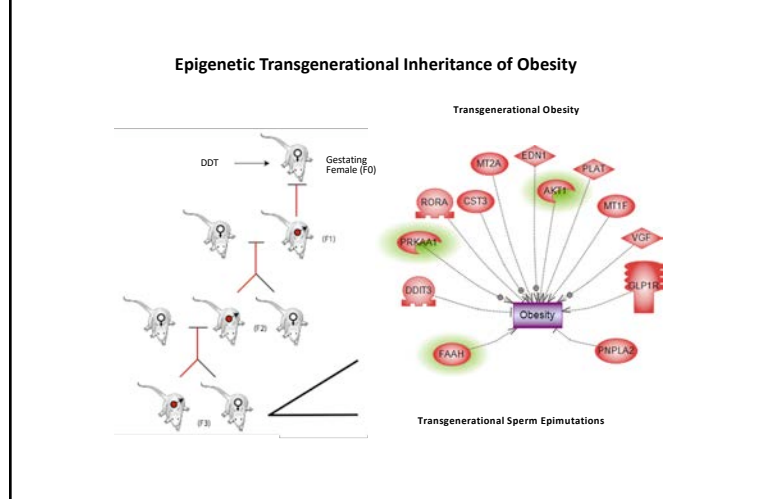 Epigenetic Transgenerational Inheritance of Obesity
Transgenerational Obesity
DDT
Gestating
Female (F0)
(F1)
(F2)
(F3)
EDN1
MT2A
PLAT
AKT1
RORA
CST3
MT1F
PRKAA1
VGF
DDIT3
GLP1R
Obesity
FAAH
PNPLA2
Transgenerational Sperm Epimutations